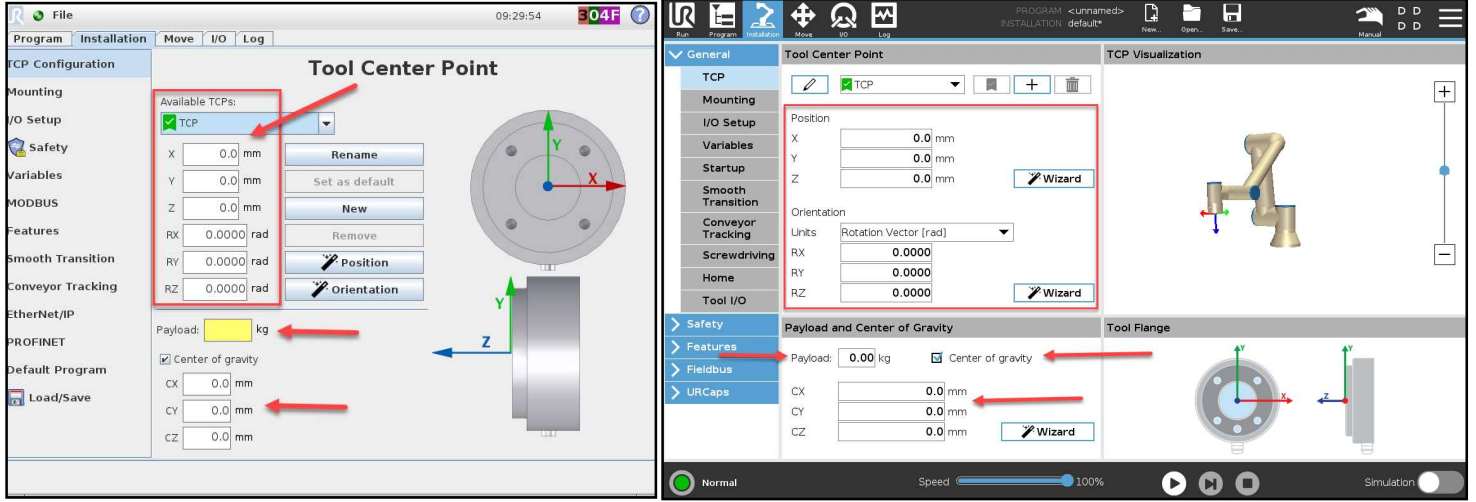 File
09:29:54
304F
?
Program Installation Move I/O Log
TCP Configuration
Mounting
I/O Setup
Safety
Variables
MODBUS
Features
Smooth Transition
Conveyor Tracking
EtherNet/IP
PROFINET
Default Program
Load/Save
Tool Center Point
Available TCPs:
TCP
X 0.0 mm Rename
Y 0.0 mm Set as default
Z 0.0 mm New
RX 0.0000 rad Remove
RY 0.0000 rad Position
RZ 0.0000 rad Orientation
Payload: kg
Center of gravity
CX 0.0 mm
CY 0.0 mm
CZ 0.0 mm
Y
X
Y
Z
Run Program Installation Move I/O Log
PROGRAM <unnamed>
INSTALLATION default*
New... Open... Save...
Manual
D D
D D
General
TCP
Mounting
I/O Setup
Variables
Startup
Smooth
Transition
Conveyor
Tracking
Screwdriving
Home
Tool I/O
Safety
Features
Fieldbus
URCaps
Tool Center Point
TCP
Position
X 0.0 mm
Y 0.0 mm
Z 0.0 mm Wizard
Orientation
Units Rotation Vector [rad]
RX 0.0000
RY 0.0000
RZ 0.0000 Wizard
Payload and Center of Gravity
Payload: 0.00 kg Center of gravity
CX 0.0 mm
CY 0.0 mm
CZ 0.0 mm Wizard
TCP Visualization
Tool Flange
Y
X
Y
Z
Normal
Speed 100%
Simulation